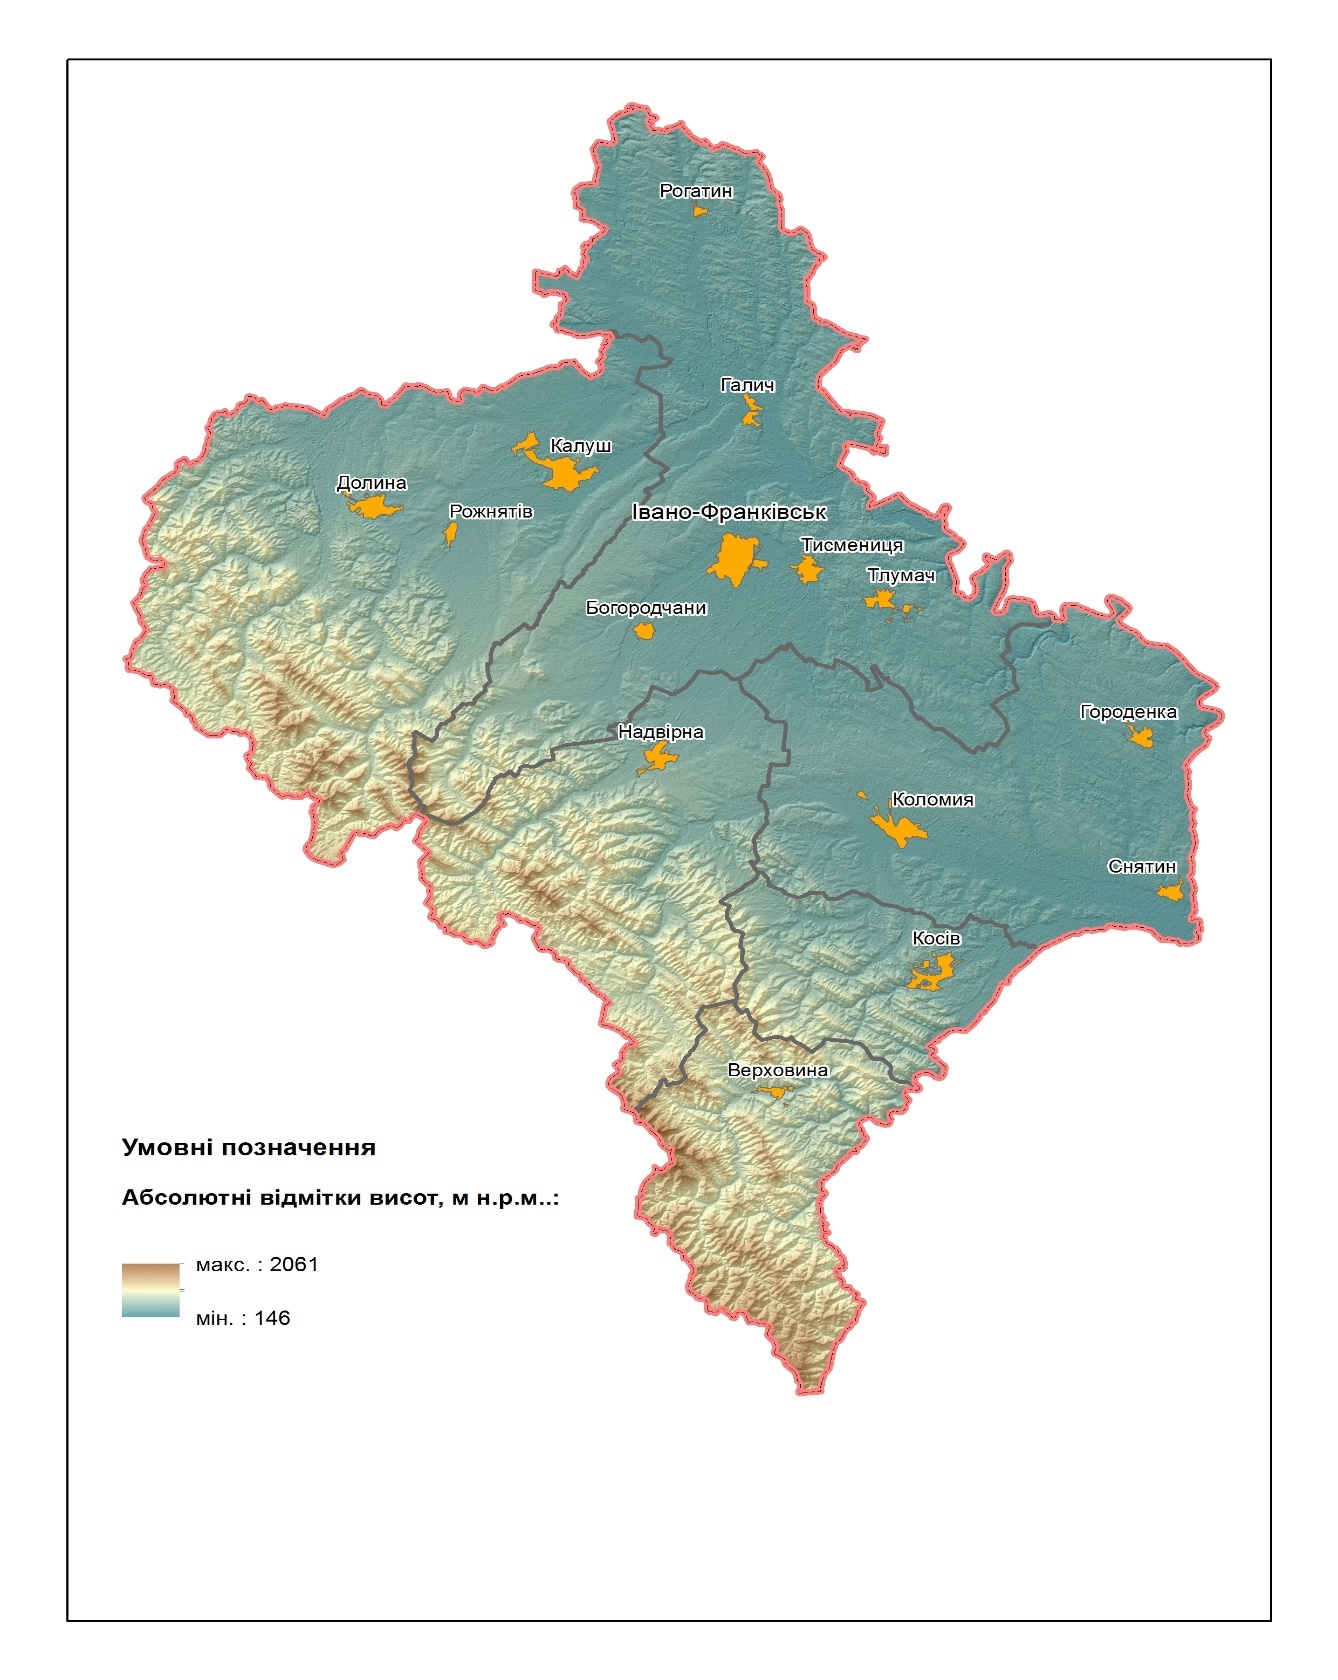 Рогатин
Галич
Калуш
Долина
Рожнятів
Івано-Франківськ
Тисмениця
Тлумач
Богородчани
Городенка
Надвірна
Коломия
Снятин
Косів
Верховина
Умовні позначення
Абсолютні відмітки висот, м н.р.м..:
макс. : 2061
мін. : 146